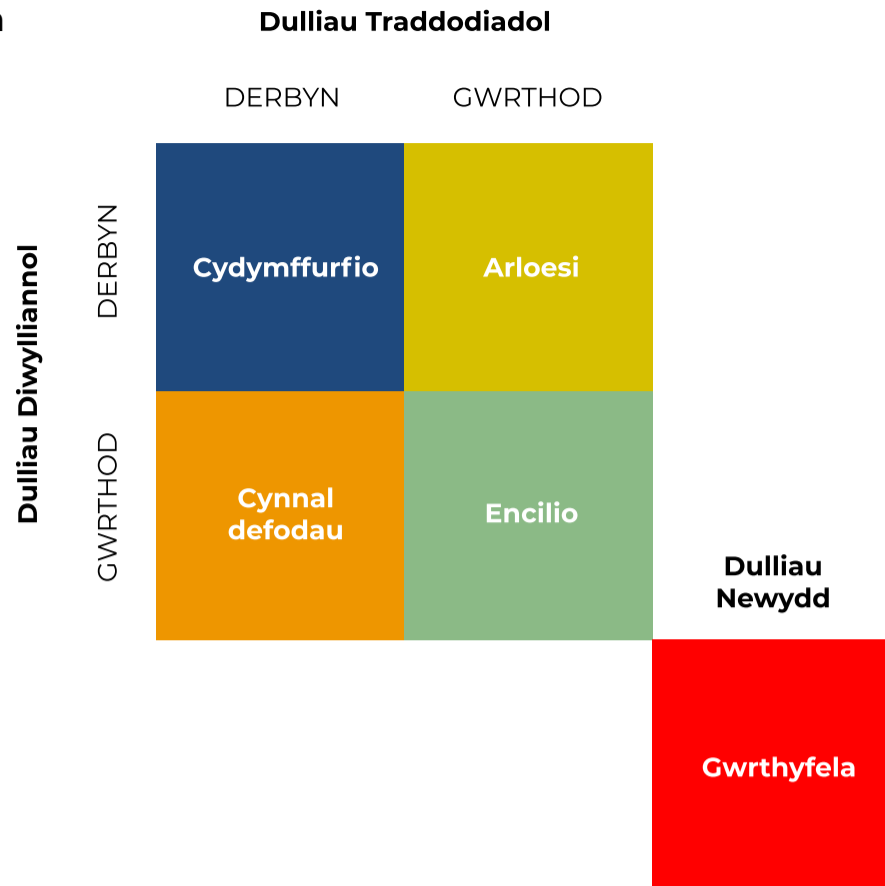 Dulliau Traddodiadol
DERBYN
GWRTHOD
Dulliau Diwylliannol
DERBYN
GWRTHOD
Cydymffurfio
Arloesi
Cynnal
defodau
Encilio
Dulliau
Newydd
Gwrthyfela